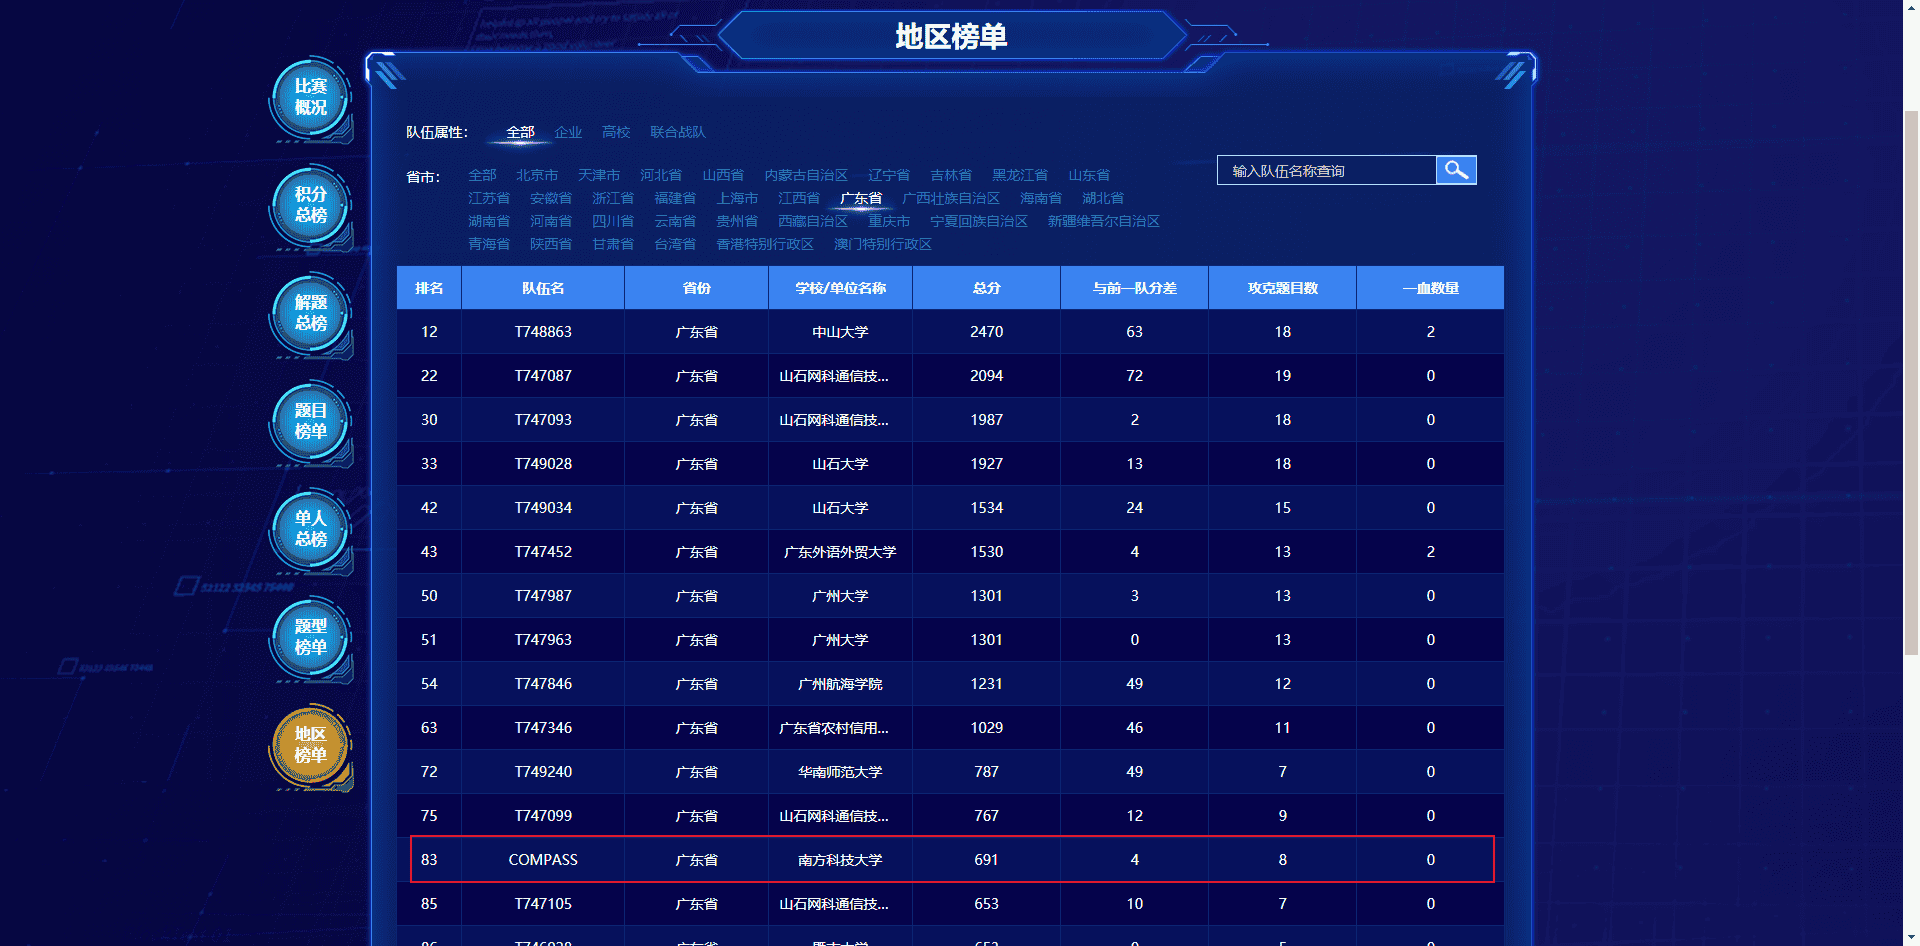 地区榜单
比赛
概况
积分
总榜
解题
总榜
题目
榜单
单人
总榜
题型
榜单
地区
榜单
队伍属性: 全部 企业 高校 联合战队
省市: 全部 北京市 天津市 河北省 山西省 内蒙古自治区 辽宁省 吉林省 黑龙江省 山东省
江苏省 安徽省 浙江省 福建省 上海市 江西省 广东省 广西壮族自治区 海南省 湖北省
湖南省 河南省 四川省 云南省 贵州省 西藏自治区 重庆市 宁夏回族自治区 新疆维吾尔自治区
青海省 陕西省 甘肃省 台湾省 香港特别行政区 澳门特别行政区
输入队伍名称查询
排名 队伍名 省份 学校/单位名称 总分 与前一队分差 攻克题目数 一血数量
12 T748863 广东省 中山大学 2470 63 18 2
22 T747087 广东省 山石网科通信技... 2094 72 19 0
30 T747093 广东省 山石网科通信技... 1987 2 18 0
33 T749028 广东省 山石大学 1927 13 18 0
42 T749034 广东省 山石大学 1534 24 15 0
43 T747452 广东省 广东外语外贸大学 1530 4 13 2
50 T747987 广东省 广州大学 1301 3 13 0
51 T747963 广东省 广州大学 1301 0 13 0
54 T747846 广东省 广州航海学院 1231 49 12 0
63 T747346 广东省 广东省农村信用... 1029 46 11 0
72 T749240 广东省 华南师范大学 787 49 7 0
75 T747099 广东省 山石网科通信技... 767 12 9 0
83 COMPASS 广东省 南方科技大学 691 4 8 0
85 T747105 广东省 山石网科通信技... 653 10 7 0